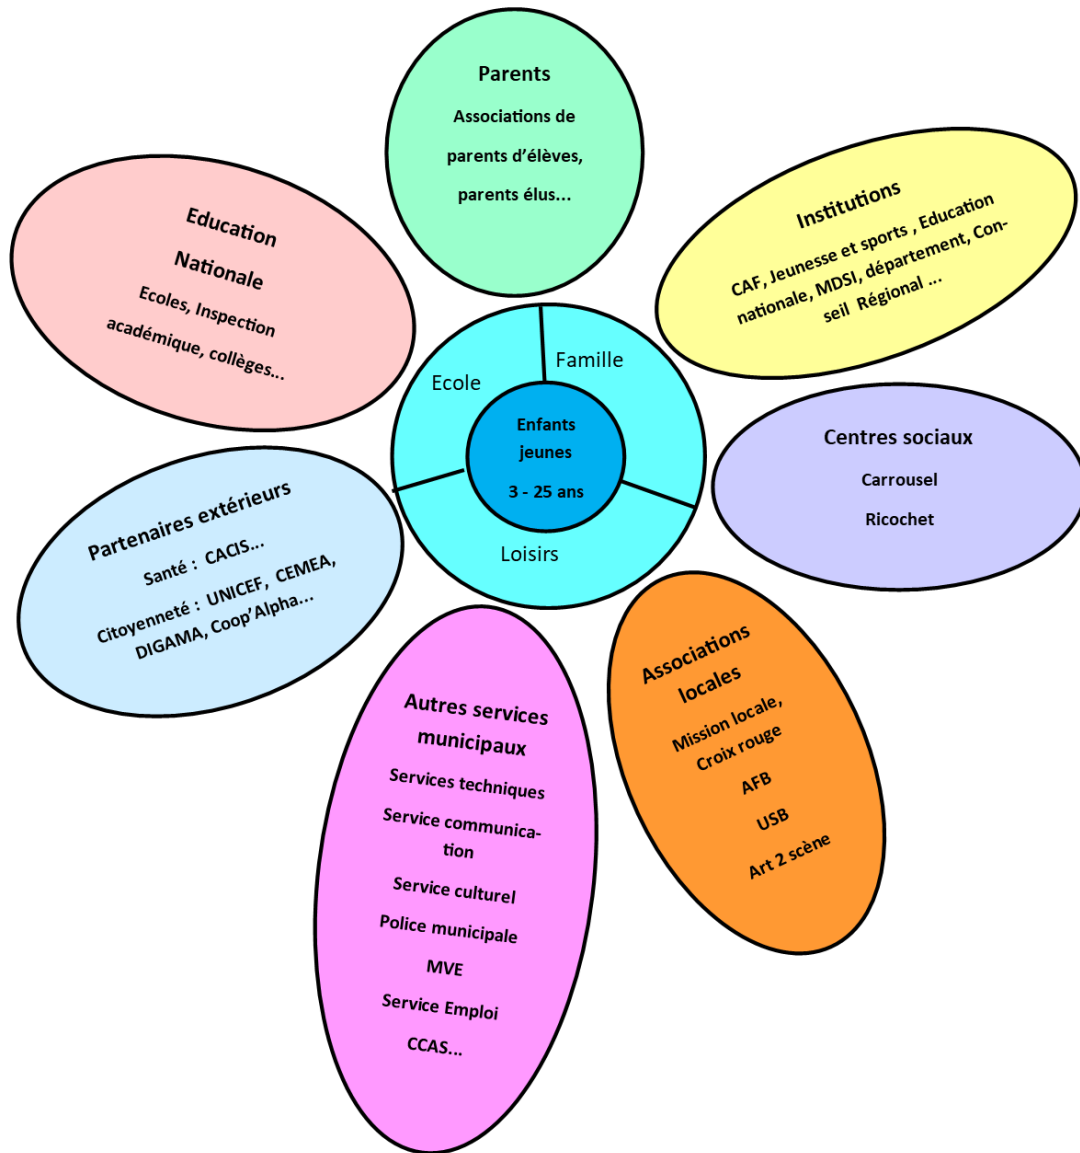 Parents
Associations de
parents d’élèves,
parents élus...
Education
Nationale
Ecoles, Inspection
académique, collèges...
Institutions
CAF, Jeunesse et sports , Education
nationale, MDSI, département, Con-
seil Régional ...
Ecole
Famille
Loisirs
Enfants
jeunes
3 - 25 ans
Centres sociaux
Carrousel
Ricochet
Partenaires extérieurs
Santé : CACIS...
Citoyenneté : UNICEF, CEMEA,
DIGAMA, Coop’Alpha...
Associations
locales
Mission locale,
Croix rouge
AFB
USB
Art 2 scène
Autres services
municipaux
Services techniques
Service communica-
tion
Service culturel
Police municipale
MVE
Service Emploi
CCAS...